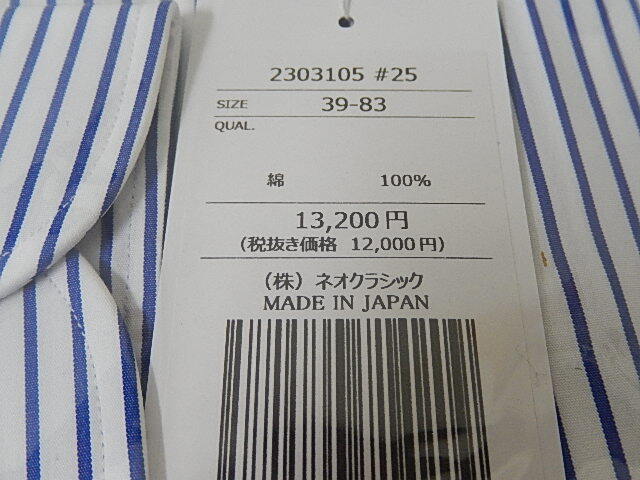 2303105 #25
SIZE 39-83
QUAL.
綿 100%
13,200円
(税抜き価格 12,000円)
(株) ネオクラシック
MADE IN JAPAN